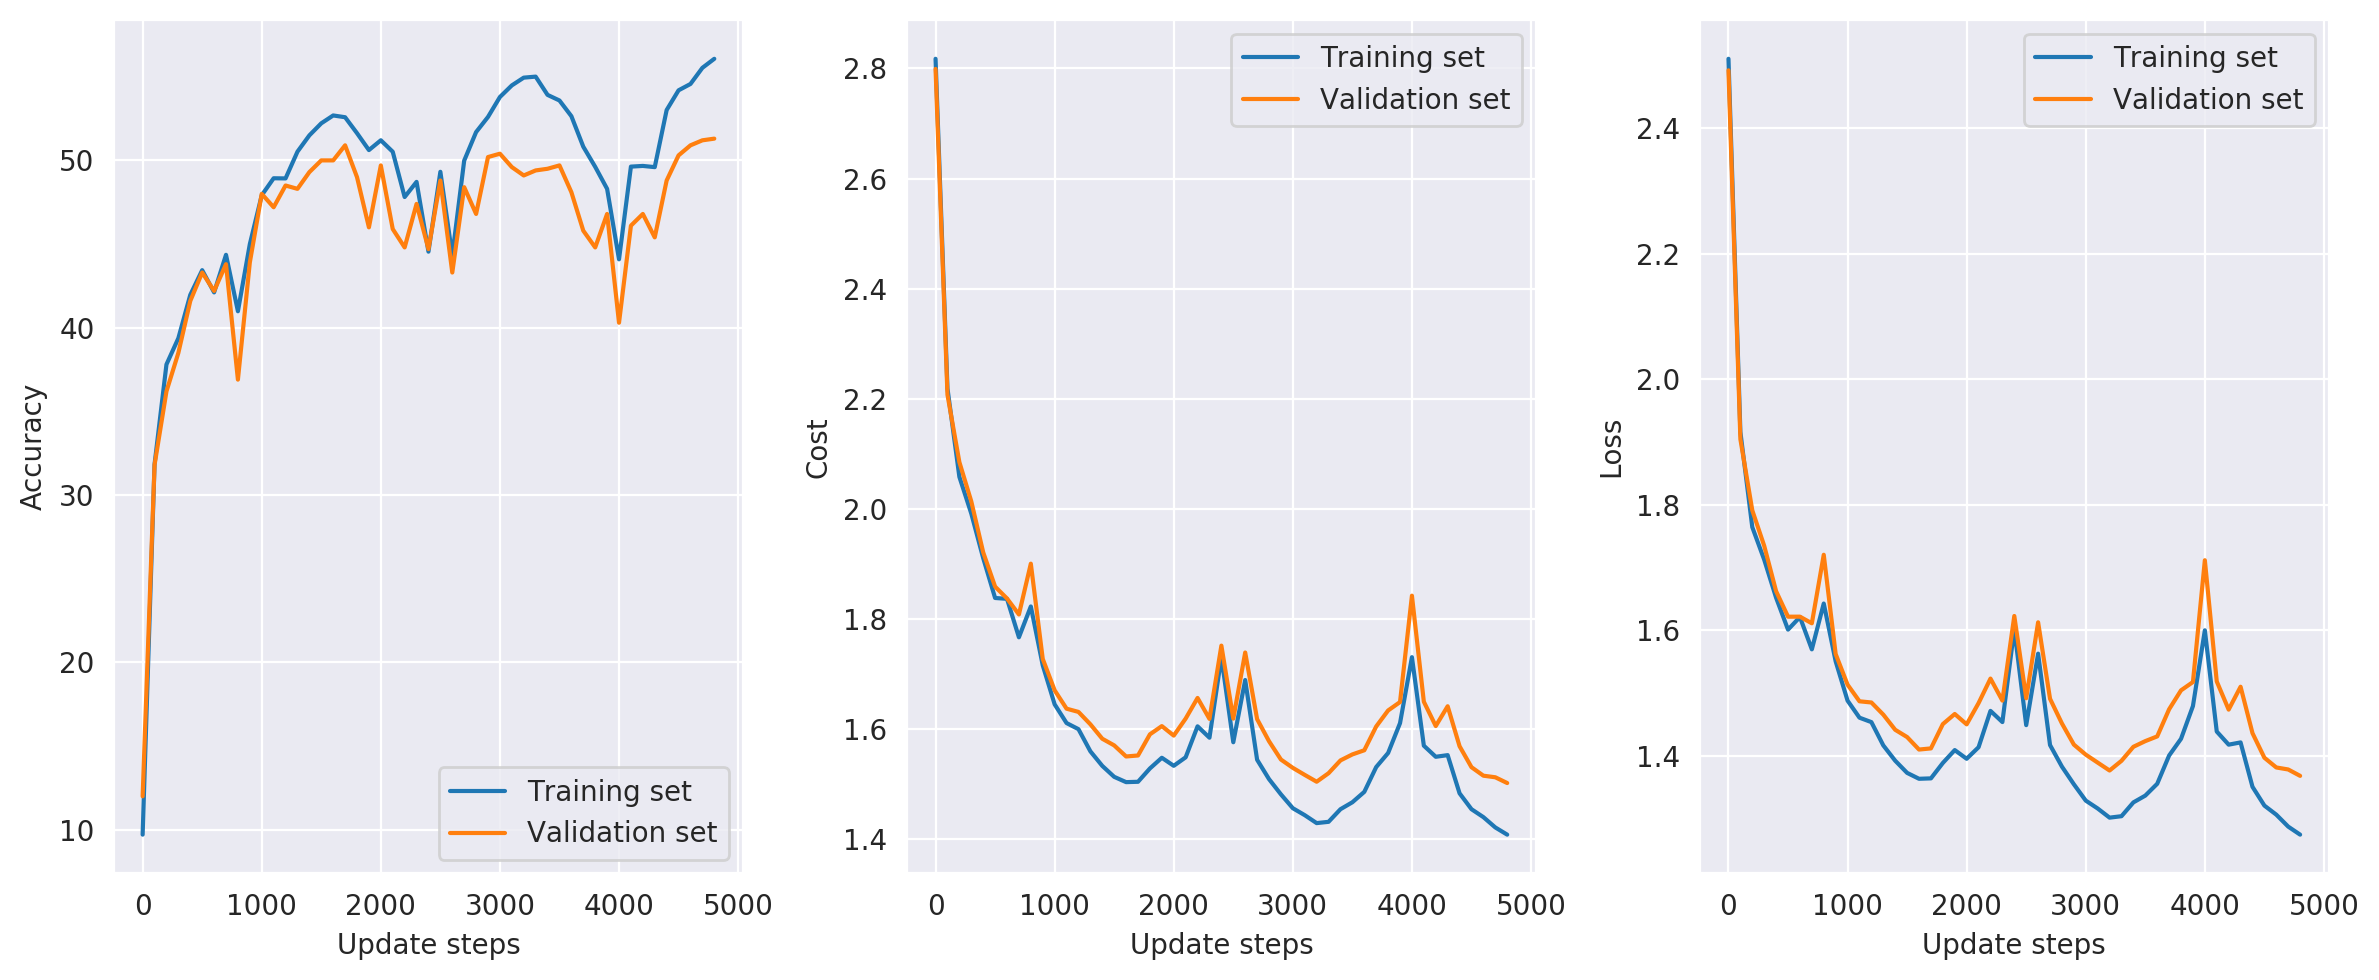 Accuracy
50
40
30
20
10
0 1000 2000 3000 4000 5000
Update steps
Training set
Validation set
Cost
2.8
2.6
2.4
2.2
2.0
1.8
1.6
1.4
0 1000 2000 3000 4000 5000
Update steps
Training set
Validation set
Loss
2.4
2.2
2.0
1.8
1.6
1.4
0 1000 2000 3000 4000 5000
Update steps
Training set
Validation set